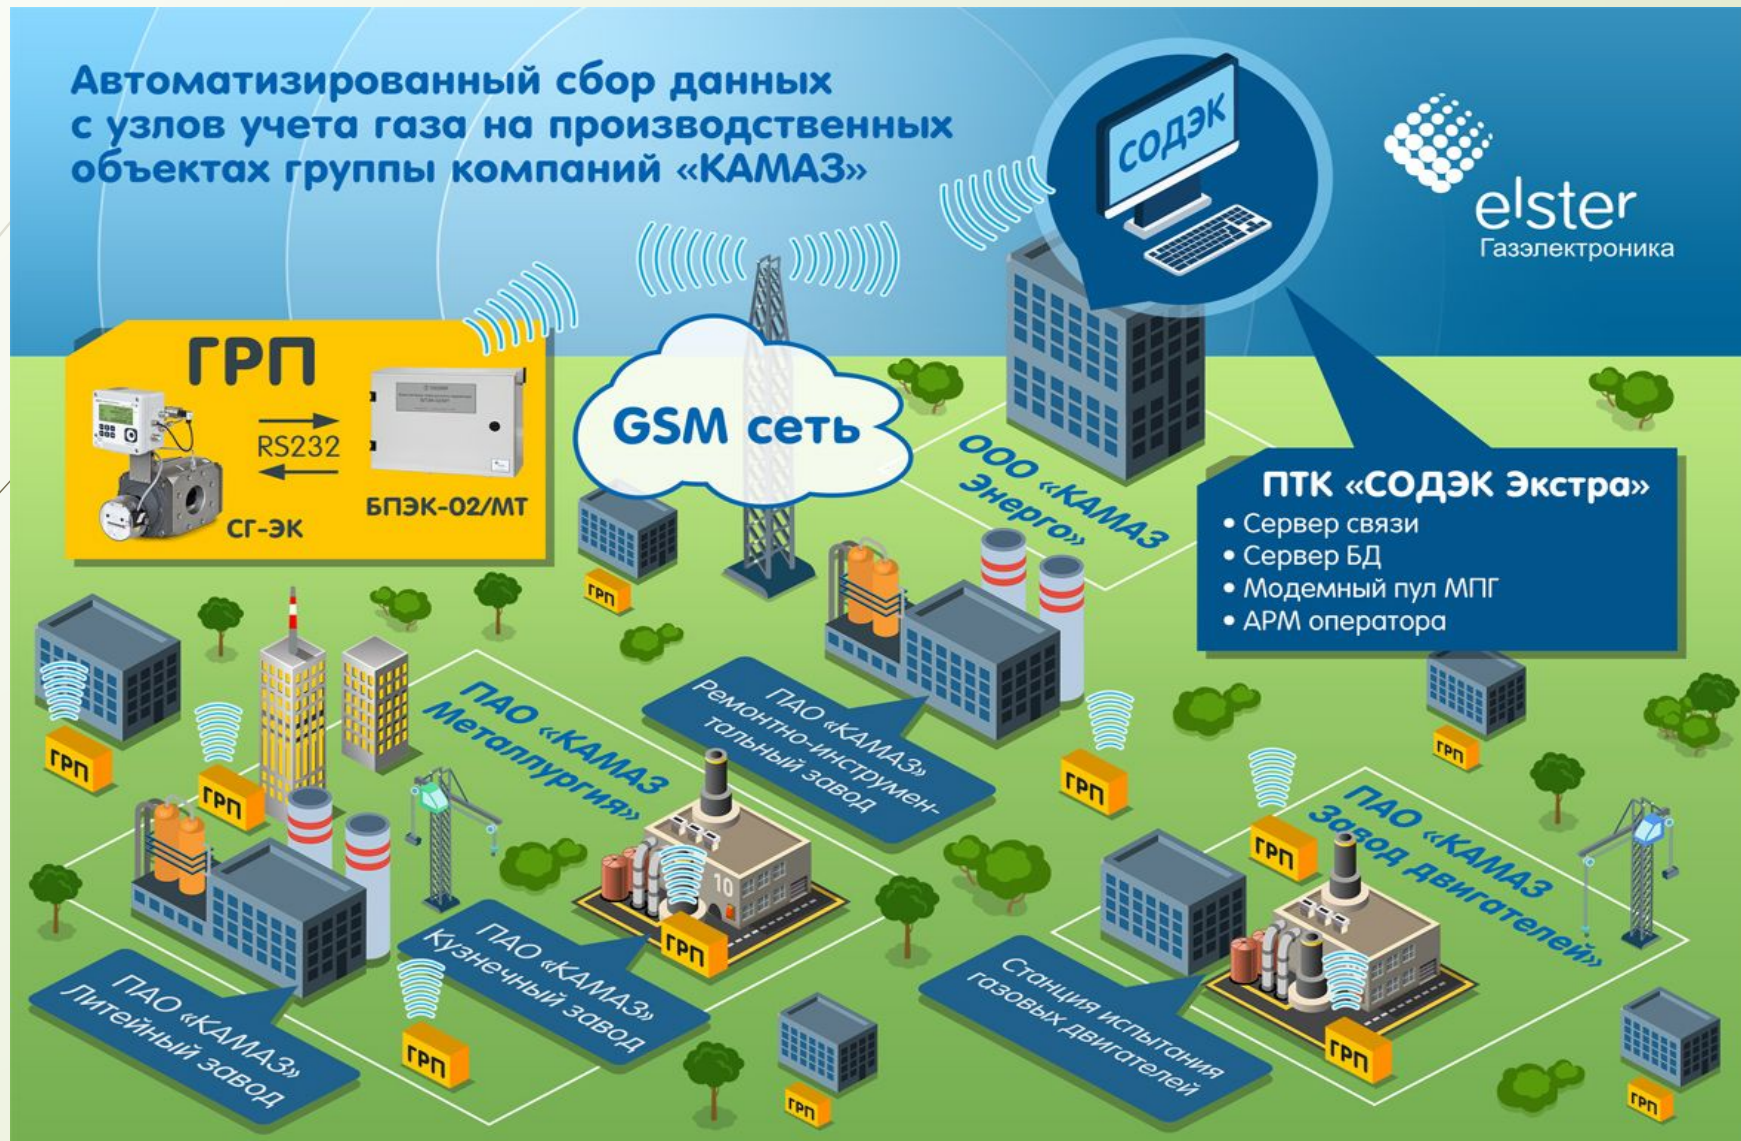 Автоматизированный сбор данных
с узлов учета газа на производственных
объектах группы компаний «КАМАЗ»
СОДЭК
elster
Газэлектроника
ГРП
RS232
СГ-ЭК
БПЭК-02/МТ
GSM сеть
ООО «КАМАЗ
Энерго»
ПТК «СОДЭК Экстра»
• Сервер связи
• Сервер БД
• Модемный пул МПГ
• АРМ оператора
ГРП
ПАО «КАМАЗ
Металлургия»
ПАО «КАМАЗ»
Ремонтно-инструмен-
тальный завод
ГРП
ГРП
ГРП
ГРП
ГРП
ПАО «КАМАЗ
Завод двигателей»
10
ГРП
ПАО «КАМАЗ»
Литейный завод
ПАО «КАМАЗ»
Кузнечный завод
ГРП
Станция испытания
газовых двигателей
ГРП
ГРП
ГРП